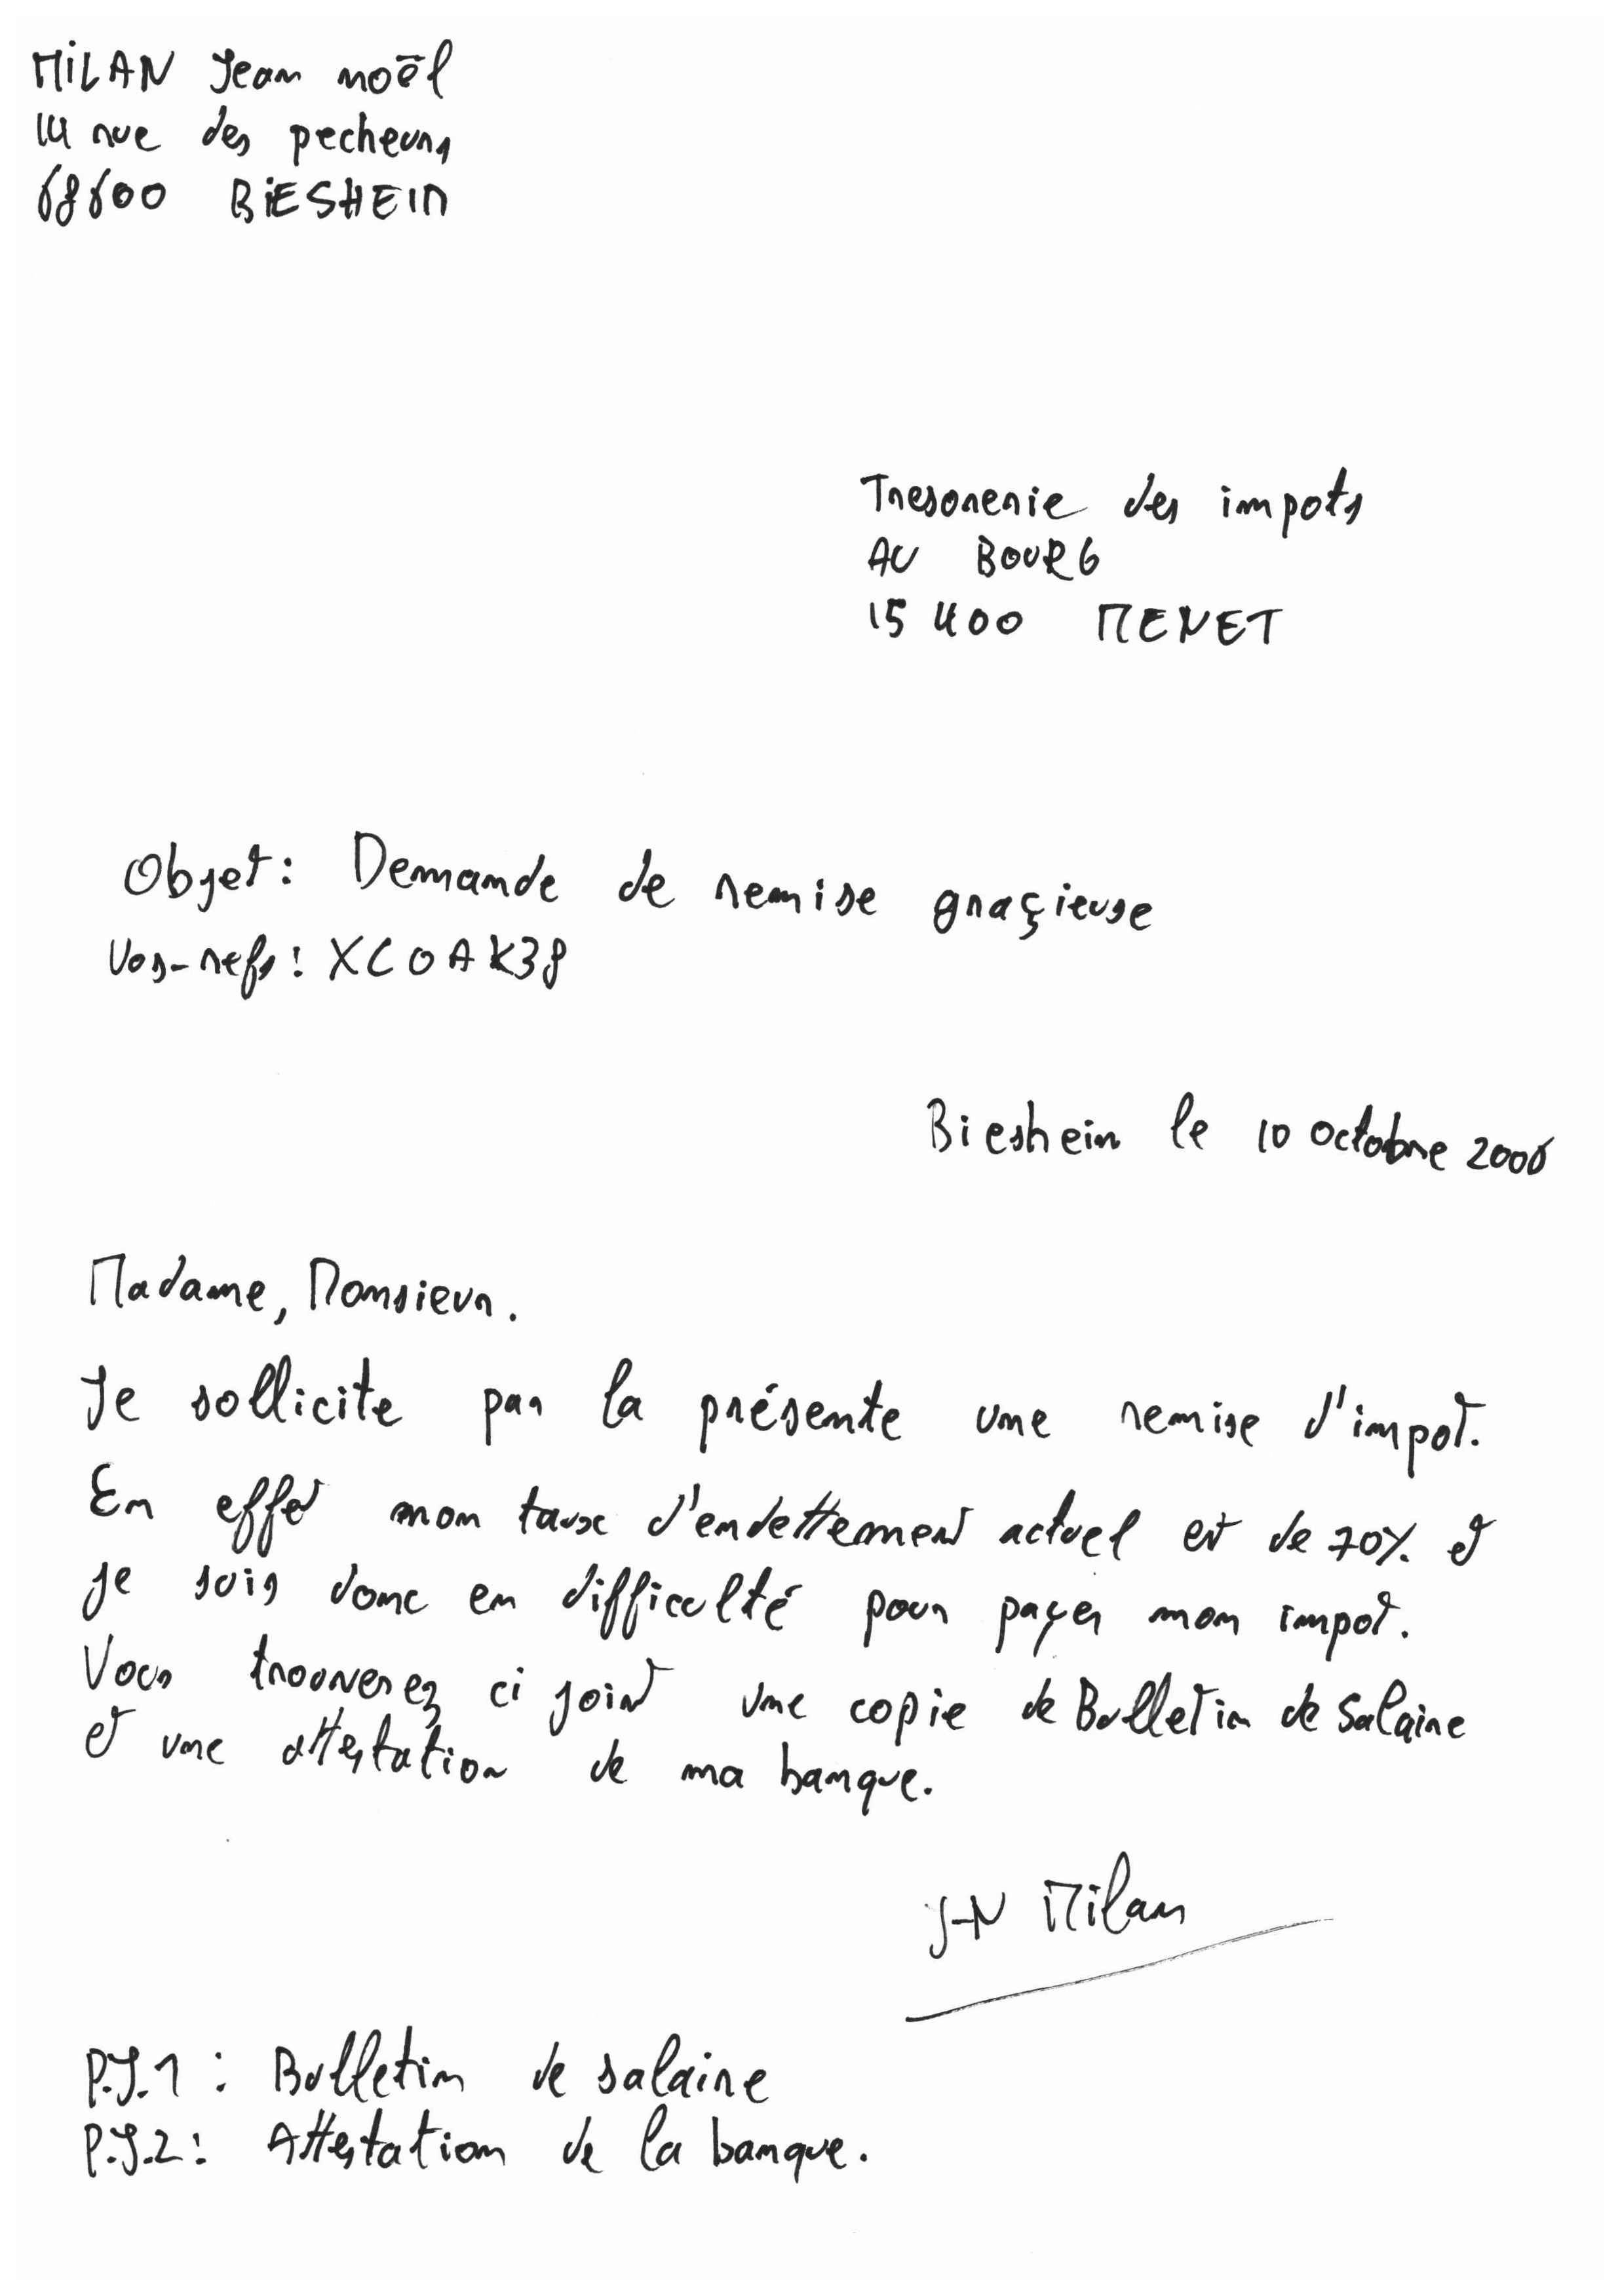 MILAN Jean noël
14 rue des pecheurs
68600 BIESHEIN
Tresorerie des impots
AU BOURG
15400 MENET
Objet : Demande de remise graçieuse
Vos-refs : XCOAK38
Bieshein le 10 octobre 2006
Madame, Monsieur.
Je sollicite par la présente une remise d'impot.
En effet mon taux d'endettement actuel est de 70% et
je suis donc en difficulté pour payer mon impot.
Vous trouverez ci joint une copie de Bulletin de salaire
et une attestation de ma banque.
J-N Milan
P.J.1 : Bulletin de salaire
P.J.2 : Attestation de la banque.